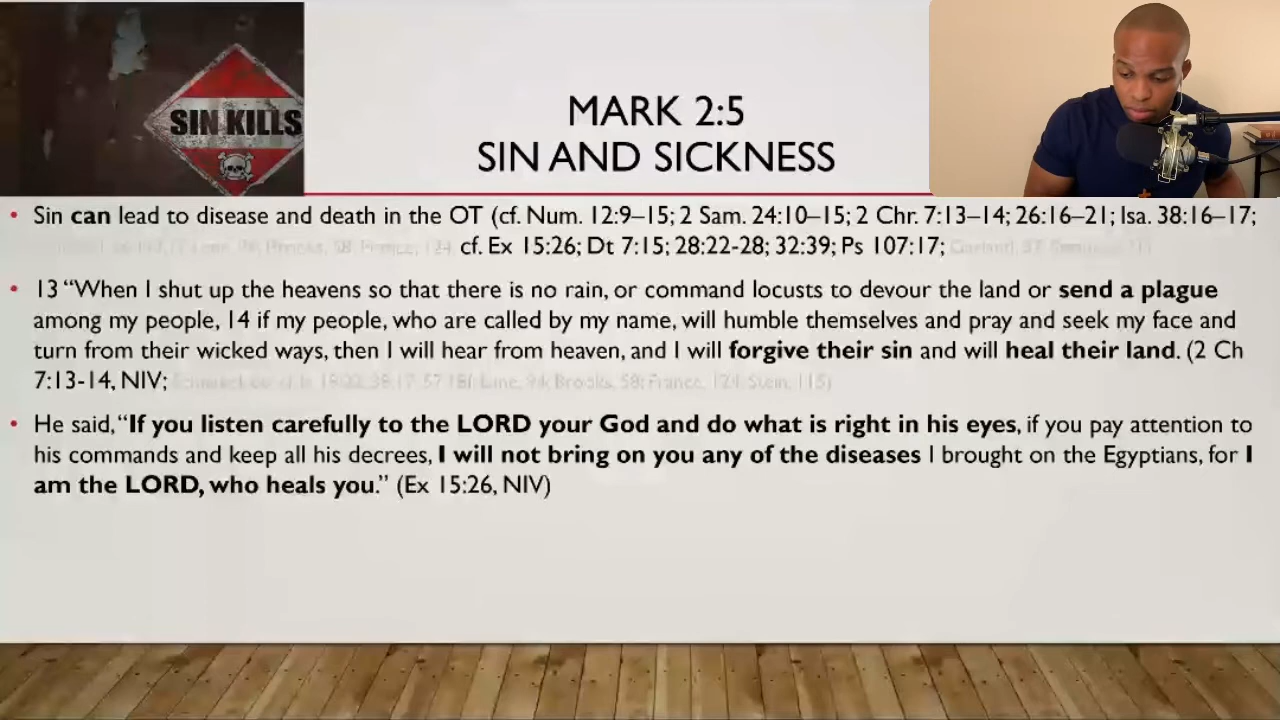 SIN KILLS
MARK 2:5
SIN AND SICKNESS
• Sin can lead to disease and death in the OT (cf. Num. 12:9–15; 2 Sam. 24:10–15; 2 Chr. 7:13–14; 26:16–21; Isa. 38:16–17;
cf. Ex 15:26; Dt 7:15; 28:22-28; 32:39; Ps 107:17;
• 13 “When I shut up the heavens so that there is no rain, or command locusts to devour the land or send a plague
among my people, 14 if my people, who are called by my name, will humble themselves and pray and seek my face and
turn from their wicked ways, then I will hear from heaven, and I will forgive their sin and will heal their land. (2 Ch
7:13-14, NIV; Lane, 94; Brooks, 58; France, 124; Stein, 115)
• He said, “If you listen carefully to the LORD your God and do what is right in his eyes, if you pay attention to
his commands and keep all his decrees, I will not bring on you any of the diseases I brought on the Egyptians, for I
am the LORD, who heals you.” (Ex 15:26, NIV)